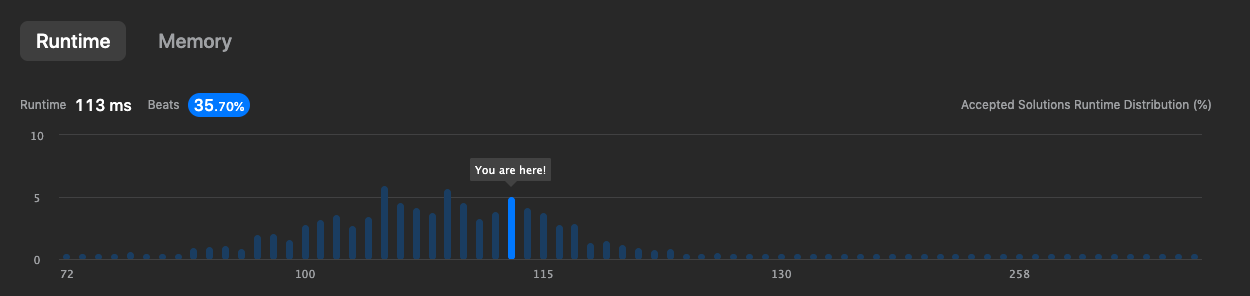 Runtime Memory
Runtime 113 ms Beats 35.70% Accepted Solutions Runtime Distribution (%)
10
You are here!
5
0
72 100 115 130 258